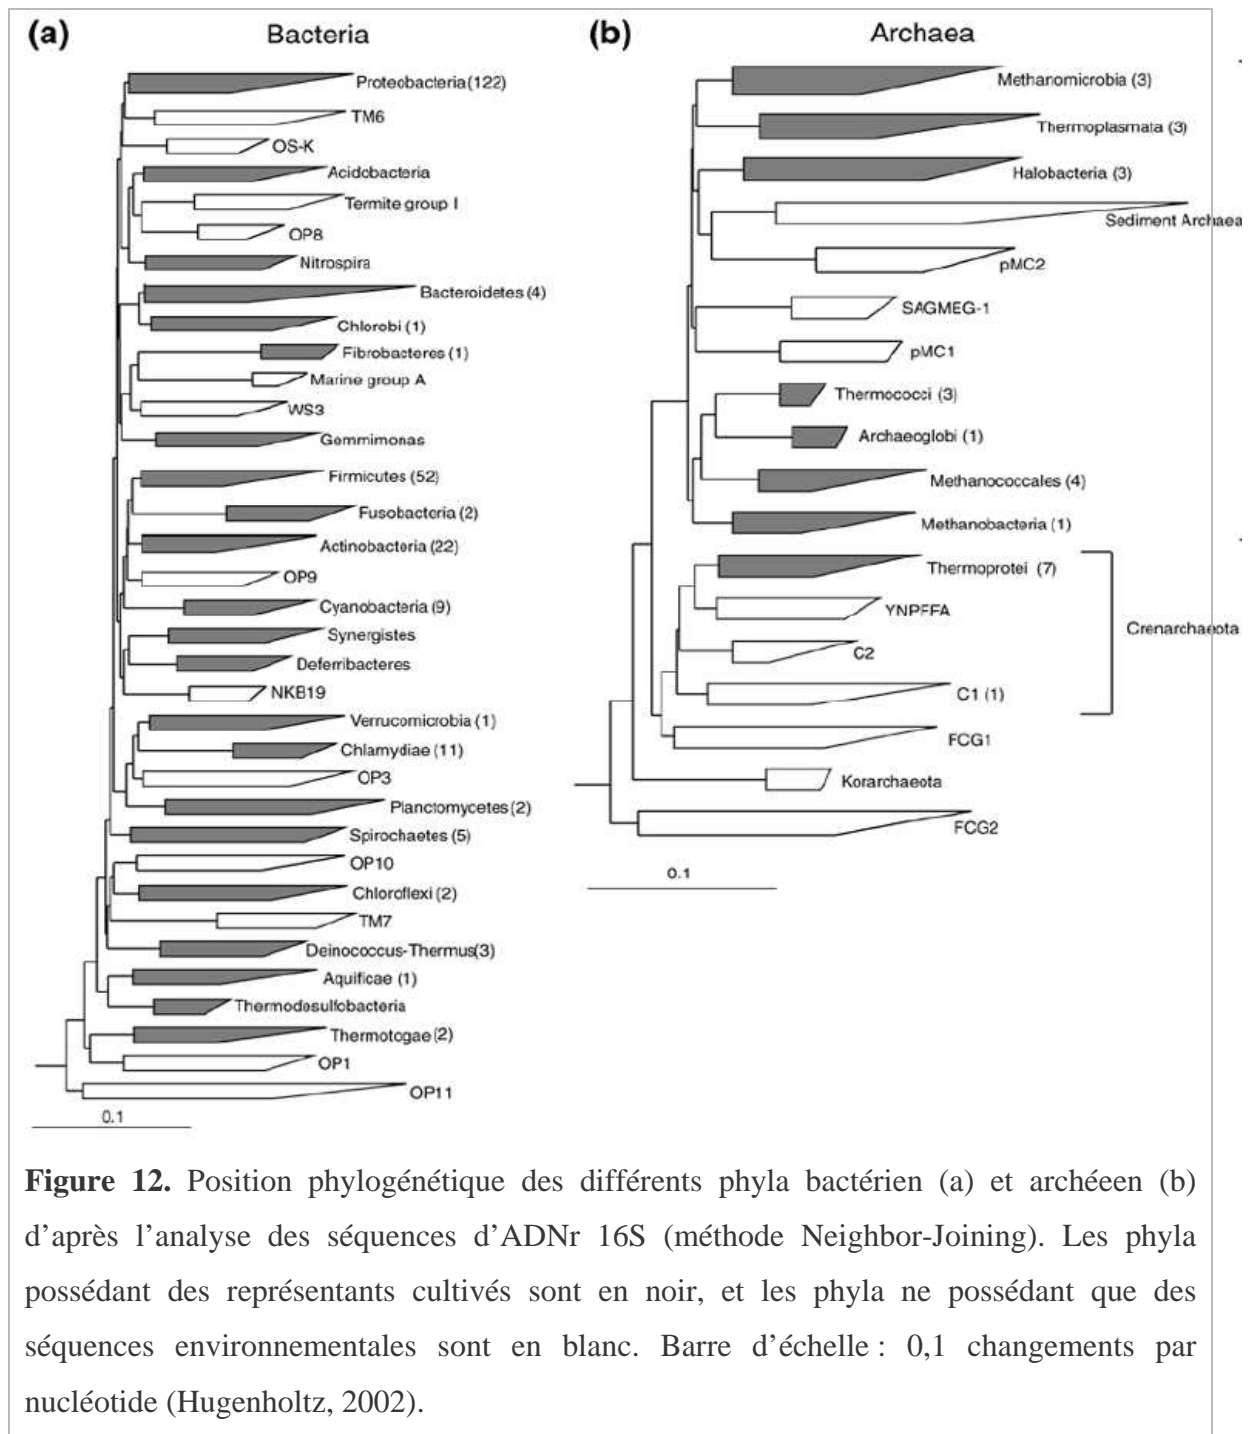 (a) Bacteria
Proteobacteria (122)
TM6
OS-K
Acidobacteria
Termite group I
OP8
Nitrospira
Bacteroidetes (4)
Chlorobi (1)
Fibrobacteres (1)
Marine group A
WS3
Gemmimonas
Firmicutes (52)
Fusobacteria (2)
Actinobacteria (22)
OP9
Cyanobacteria (9)
Synergistes
Deferribacteres
NKB19
Verrucomicrobia (1)
Chlamydiae (11)
OP3
Planctomycetes (2)
Spirochaetes (5)
OP10
Chloroflexi (2)
TM7
Deinococcus-Thermus(3)
Aquificae (1)
Thermodesulfobacteria
Thermotogae (2)
OP1
OP11
0.1
(b) Archaea
Methanomicrobia (3)
Thermoplasmata (3)
Halobacteria (3)
Sediment Archaea
pMC2
SAGMEG-1
pMC1
Thermococci (3)
Archaeoglobi (1)
Methanococcales (4)
Methanobacteria (1)
Thermoprotei (7)
YNPFFA
C2
C1 (1)
Crenarchaeota
FCG1
Korarchaeota
FCG2
0.1
Figure 12. Position phylogénétique des différents phyla bactérien (a) et archéeen (b)
d’après l’analyse des séquences d’ADNr 16S (méthode Neighbor-Joining). Les phyla
possédant des représentants cultivés sont en noir, et les phyla ne possédant que des
séquences environnementales sont en blanc. Barre d’échelle : 0,1 changements par
nucléotide (Hugenholtz, 2002).